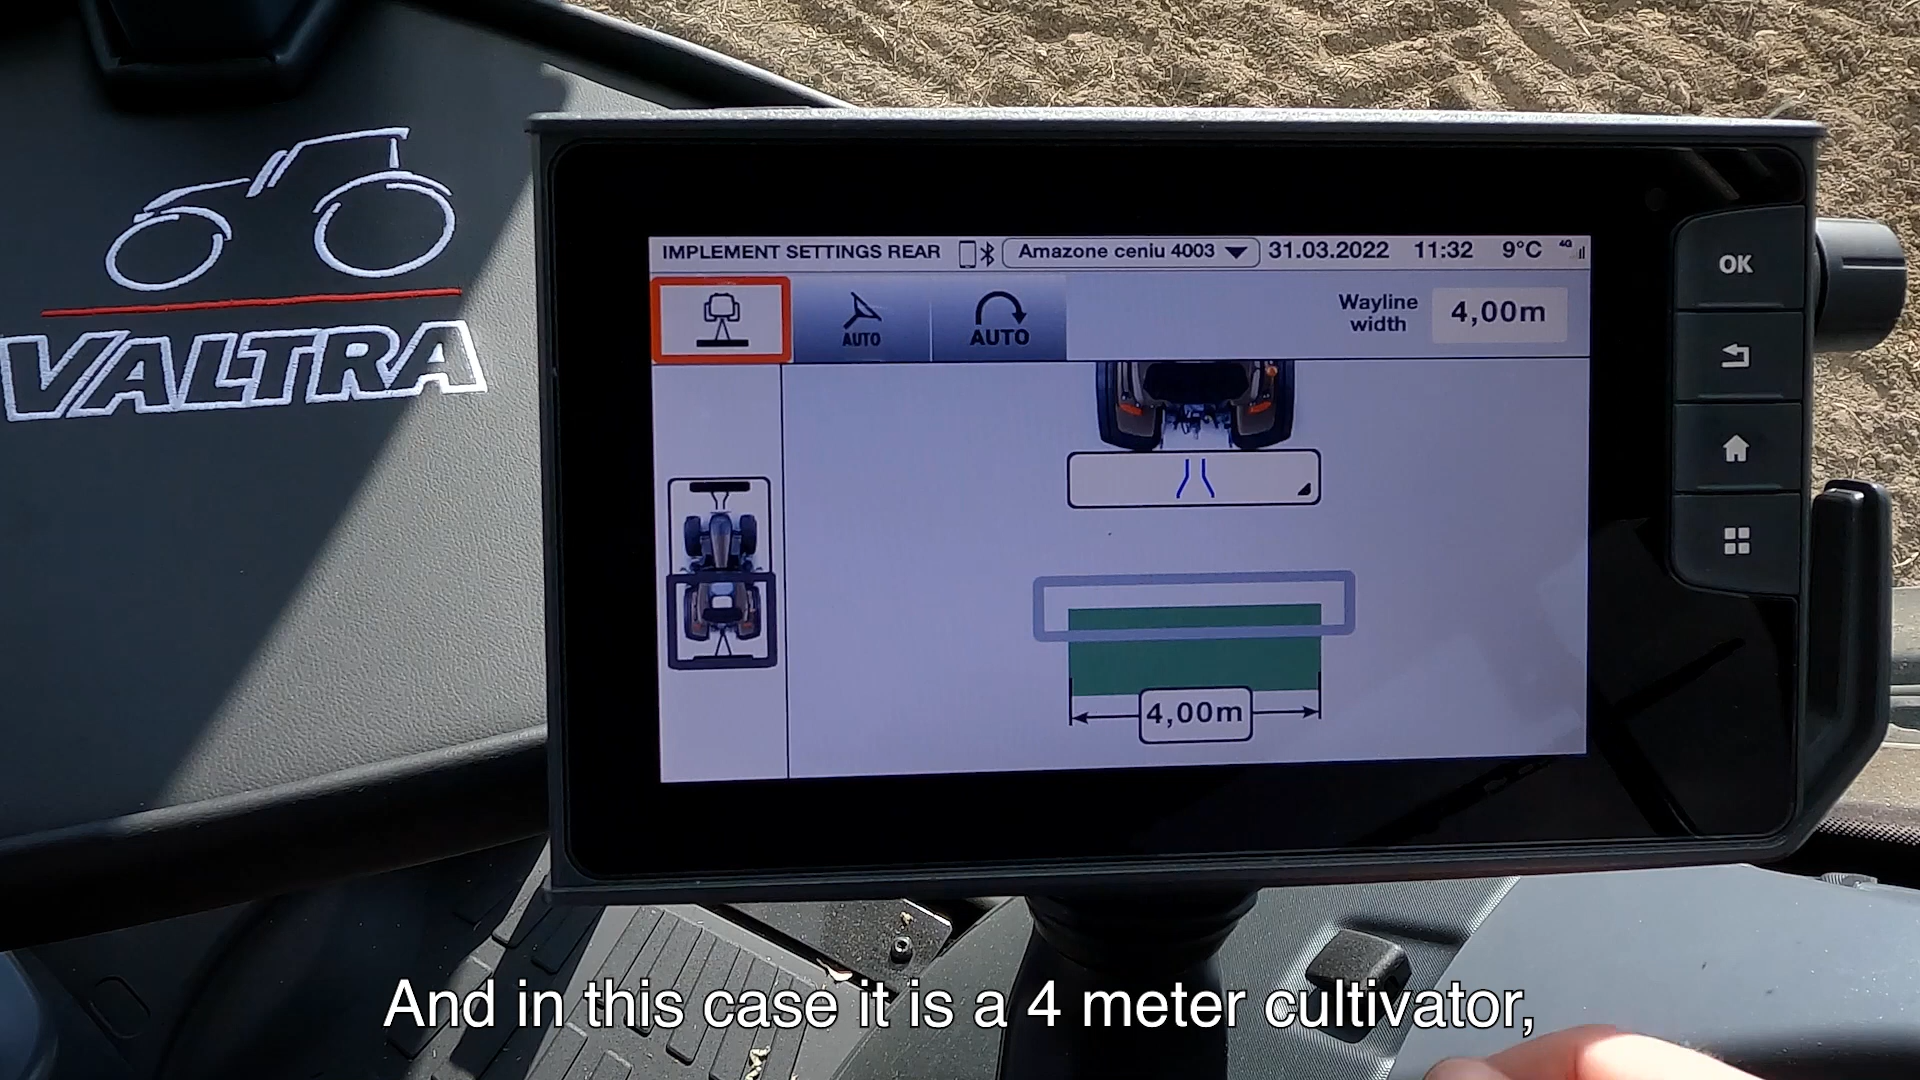 VALTRA
IMPLEMENT SETTINGS REAR
Amazone ceniu 4003
31.03.2022
11:32
9°C
4G
AUTO
AUTO
Wayline
width
4,00m
4,00m
OK
And in this case it is a 4 meter cultivator,